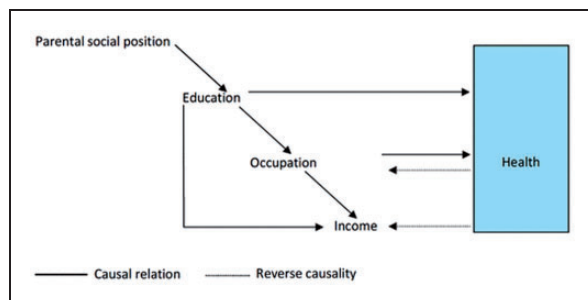 Parental social position
Education
Occupation
Health
Income
Causal relation
Reverse causality